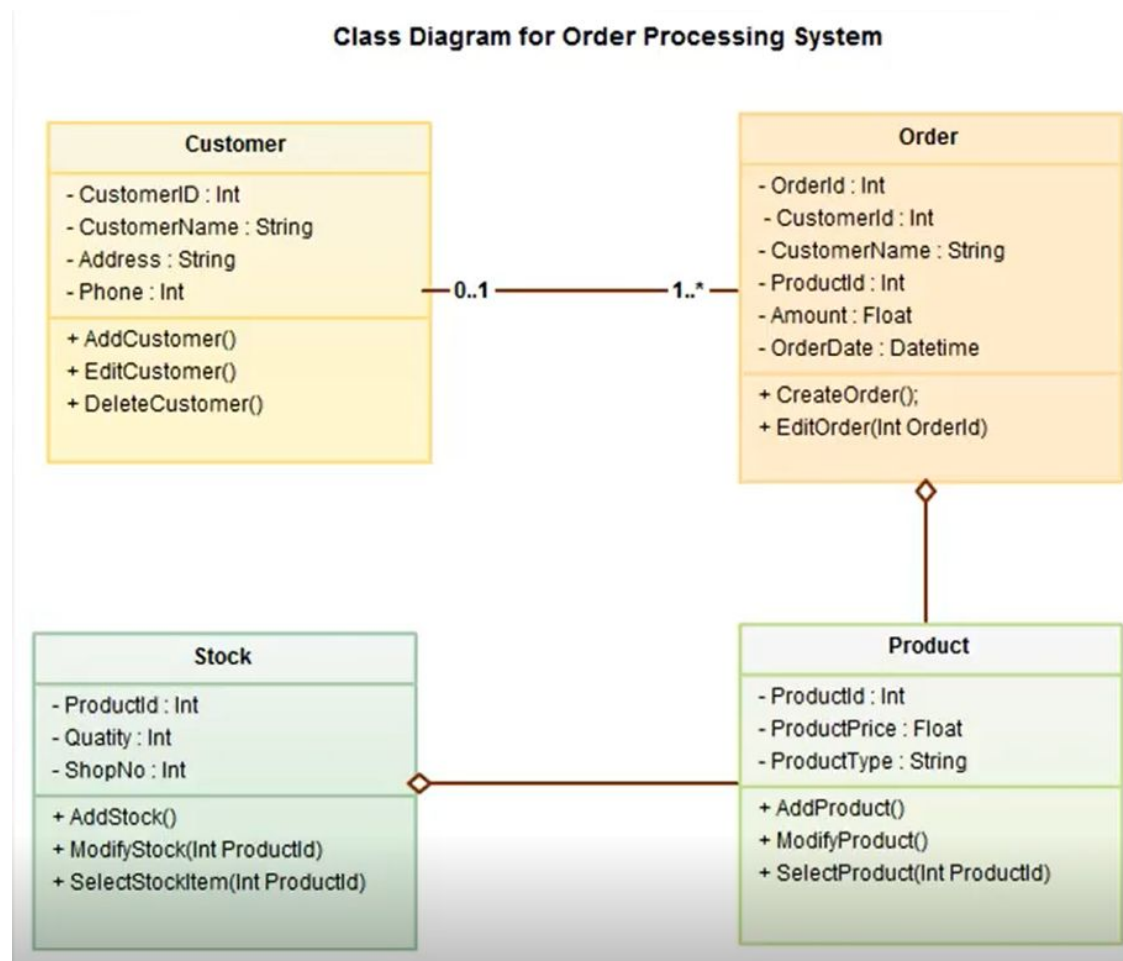 Class Diagram for Order Processing System
Customer
- CustomerID : Int
- CustomerName : String
- Address : String
- Phone : Int
+ AddCustomer()
+ EditCustomer()
+ DeleteCustomer()
0..1
1..*
Order
- OrderId : Int
- CustomerId : Int
- CustomerName : String
- ProductId : Int
- Amount : Float
- OrderDate : Datetime
+ CreateOrder();
+ EditOrder(Int OrderId)
Stock
- ProductId : Int
- Quatity : Int
- ShopNo : Int
+ AddStock()
+ ModifyStock(Int ProductId)
+ SelectStockItem(Int ProductId)
Product
- ProductId : Int
- ProductPrice : Float
- ProductType : String
+ AddProduct()
+ ModifyProduct()
+ SelectProduct(Int ProductId)